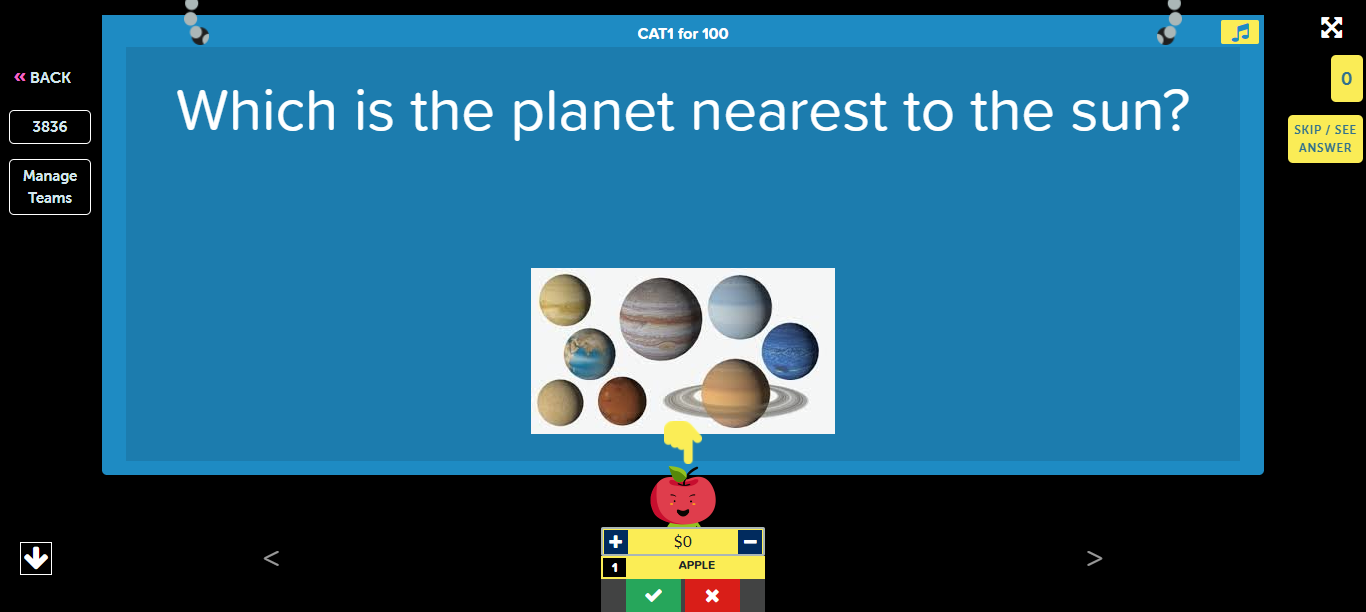 CAT1 for 100
« BACK
0
Which is the planet nearest to the sun?
3836
SKIP / SEE
ANSWER
Manage
Teams
< >
+ $0 −
1 APPLE